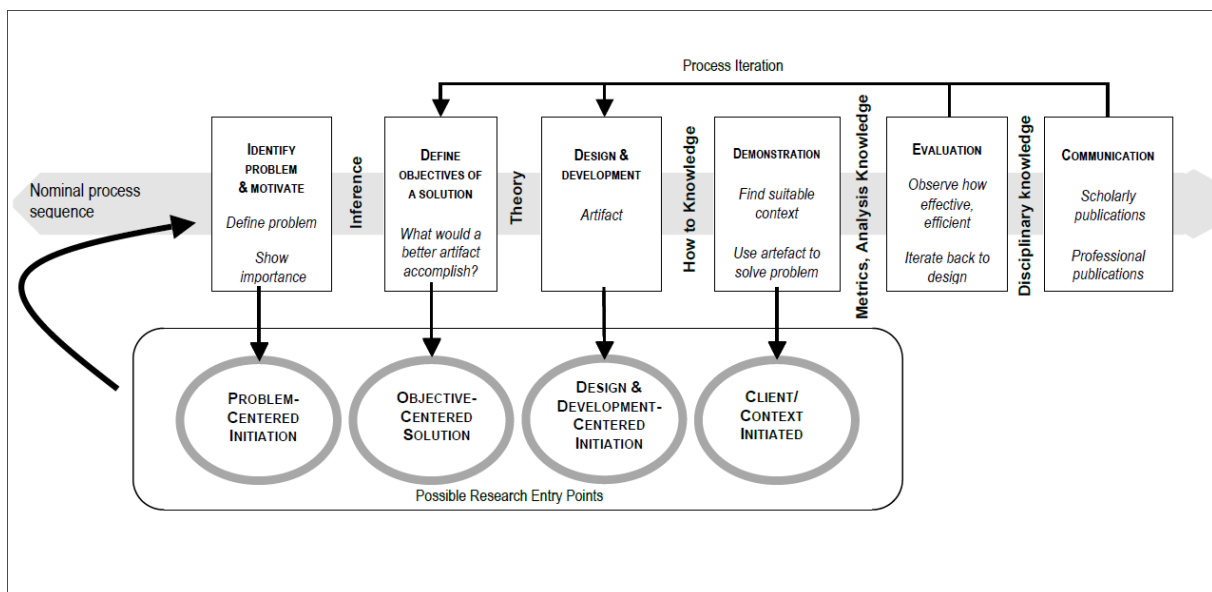 Process Iteration
Nominal process
sequence
IDENTIFY
PROBLEM
& MOTIVATE
Define problem
Show
importance
Inference
DEFINE
OBJECTIVES OF
A SOLUTION
What would a
better artifact
accomplish?
Theory
DESIGN &
DEVELOPMENT
Artifact
How to Knowledge
DEMONSTRATION
Find suitable
context
Use artefact to
solve problem
Metrics, Analysis Knowledge
EVALUATION
Observe how
effective,
efficient
Iterate back to
design
Disciplinary knowledge
COMMUNICATION
Scholarly
publications
Professional
publications
PROBLEM-
CENTERED
INITIATION
OBJECTIVE-
CENTERED
SOLUTION
DESIGN &
DEVELOPMENT-
CENTERED
INITIATION
CLIENT/
CONTEXT
INITIATED
Possible Research Entry Points